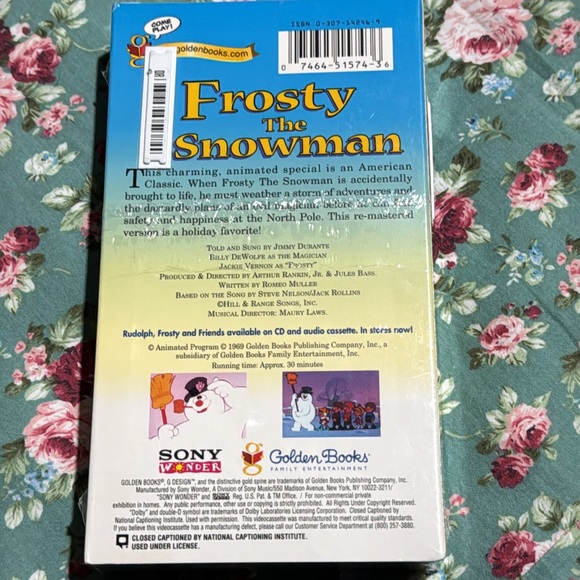 COME
PLAY!
goldenbooks.com
ISBN 0-307-14246-9
0 7464-51574-3 6
Frosty
The
Snowman
This charming, animated special is an American
Classic. When Frosty The Snowman is accidentally
brought to life, he must weather a storm of adventures and
the dastardly plans of an evil magician before he can
safety and happiness at the North Pole. This re-mastered
version is a holiday favorite!
TOLD AND SUNG BY JIMMY DURANTE
BILLY DEWOLFE AS THE MAGICIAN
JACKIE VERNON AS "FROSTY"
PRODUCED & DIRECTED BY ARTHUR RANKIN, JR. & JULES BASS.
WRITTEN BY ROMEO MULLER
BASED ON THE SONG BY STEVE NELSON/JACK ROLLINS
©HILL & RANGE SONGS, INC.
MUSICAL DIRECTOR: MAURY LAWS.
Rudolph, Frosty and Friends available on CD and audio cassette. In stores now!
© Animated Program © 1969 Golden Books Publishing Company, Inc., a
subsidiary of Golden Books Family Entertainment, Inc.
Running time: Approx. 30 minutes
SONY
WONDER
Golden Books
FAMILY ENTERTAINMENT
GOLDEN BOOKS®, G DESIGN™, and the distinctive gold spine are trademarks of Golden Books Publishing Company, Inc.
Manufactured by Sony Wonder, A Division of Sony Music/550 Madison Avenue, New York, NY 10022-3211/
"SONY WONDER" and Reg. U.S. Pat. & TM Office. / For non-commercial private
exhibition in homes. Any public performance, other use or copying is strictly prohibited. All Rights Under Copyright Reserved.
"Dolby" and double-D symbol are trademarks of Dolby Laboratories Licensing Corporation. Closed Captioned by
National Captioning Institute. Used with permission. This videocassette was manufactured to meet critical quality standards.
If you believe this videocassette has a manufacturing defect, please call our Customer Service Department at (800) 257-3880.
CLOSED CAPTIONED BY NATIONAL CAPTIONING INSTITUTE.
USED UNDER LICENSE.